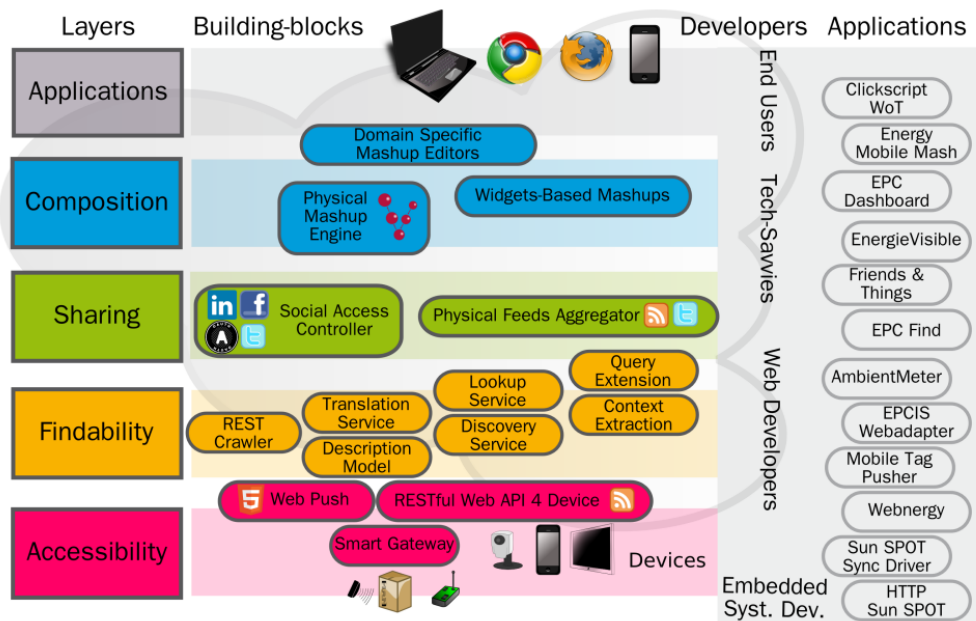 Layers
Building-blocks
Developers
Applications
Applications
Composition
Sharing
Findability
Accessibility
Domain Specific
Mashup Editors
Physical
Mashup
Engine
Widgets-Based Mashups
in
f
A
t
Social Access
Controller
Physical Feeds Aggregator
t
REST
Crawler
Translation
Service
Description
Model
Lookup
Service
Discovery
Service
Query
Extension
Context
Extraction
5
Web Push
RESTful Web API 4 Device
Smart Gateway
Devices
End Users
Tech-Savvies
Web Developers
Embedded
Syst. Dev.
Clickscript
WoT
Energy
Mobile Mash
EPC
Dashboard
EnergieVisible
Friends &
Things
EPC Find
AmbientMeter
EPCIS
Webadapter
Mobile Tag
Pusher
Webnergy
Sun SPOT
Sync Driver
HTTP
Sun SPOT